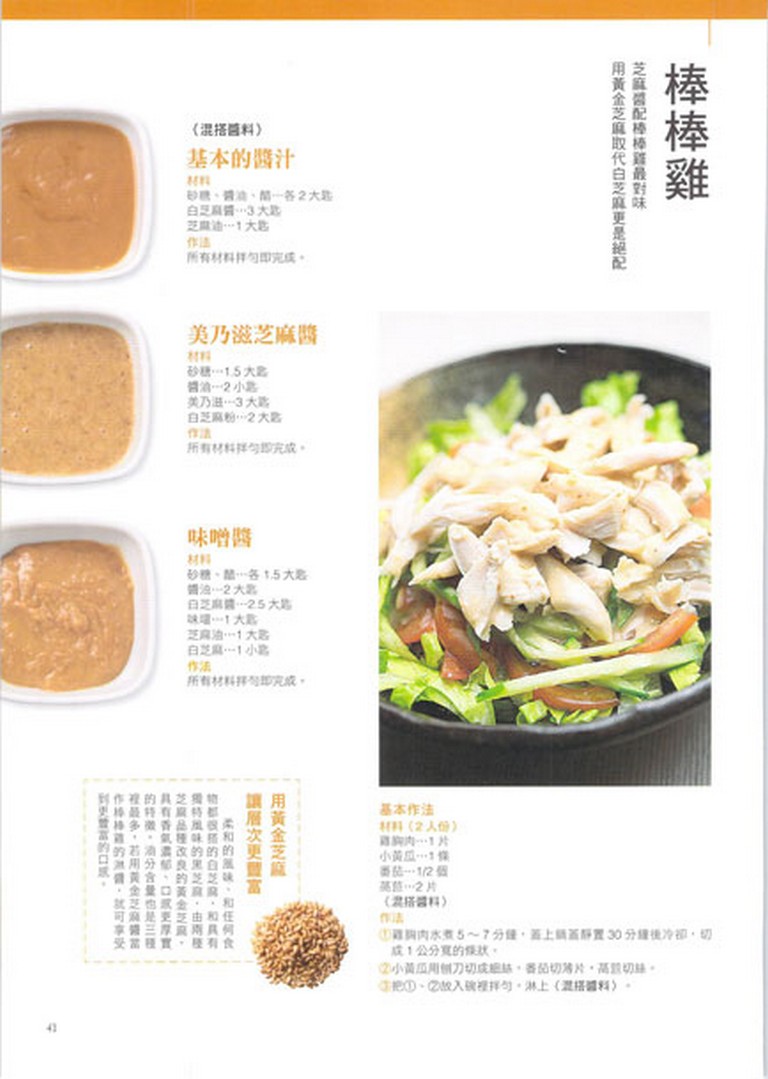 棒棒雞
芝麻醬配棒棒雞最對味
用黃金芝麻取代白芝麻更是絕配
〈混搭醬料〉
基本的醬汁
材料
砂糖、醬油、醋…各2大匙
白芝麻醬…3大匙
芝麻油…1大匙
作法
所有材料拌勻即完成。
美乃滋芝麻醬
材料
砂糖…1.5大匙
醬油…2小匙
美乃滋…3大匙
白芝麻粉…2大匙
作法
所有材料拌勻即完成。
味噌醬
材料
砂糖、醋…各1.5大匙
醬油…2大匙
白芝麻醬…2.5大匙
味噌…1大匙
芝麻油…1大匙
白芝麻…1小匙
作法
所有材料拌勻即完成。
用黃金芝麻
讓層次更豐富
柔和的風味、和任何食
物都很搭的白芝麻，和具有
獨特風味的黑芝麻，由兩種
芝麻品種改良的黃金芝麻，
具有香氣濃郁、口感更厚實
的特徵。油分含量也是三種
裡最多，若用黃金芝麻醬當
作棒棒雞的淋醬，就可享受
到更豐富的口感。
基本作法
材料（2人份）
雞胸肉…1片
小黃瓜…1條
番茄…1/2個
萵苣…2片
〈混搭醬料〉
作法
①雞胸肉水煮5～7分鐘，蓋上鍋蓋靜置30分鐘後冷卻，切
成1公分寬的條狀。
②小黃瓜用刨刀切成細絲，番茄切薄片，萵苣切絲。
③把①、②放入碗裡拌勻，淋上〈混搭醬料〉。
41